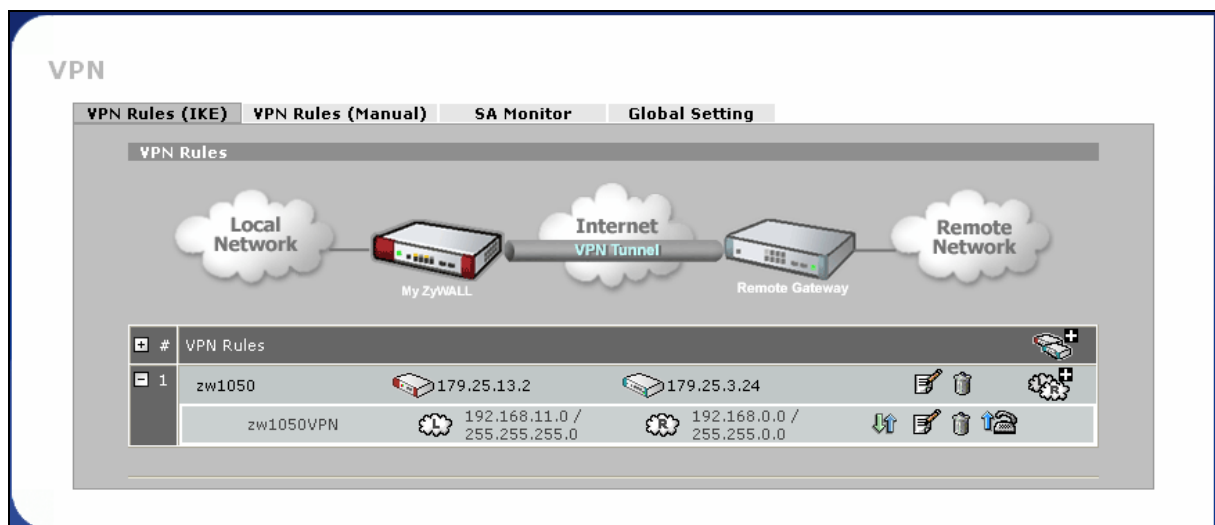 VPN
VPN Rules (IKE) VPN Rules (Manual) SA Monitor Global Setting
VPN Rules
Local
Network
Internet
VPN Tunnel
Remote
Network
My ZyWALL
Remote Gateway
# VPN Rules
1 zw1050 179.25.13.2 179.25.3.24
zw1050VPN L 192.168.11.0 /
255.255.255.0 R 192.168.0.0 /
255.255.0.0